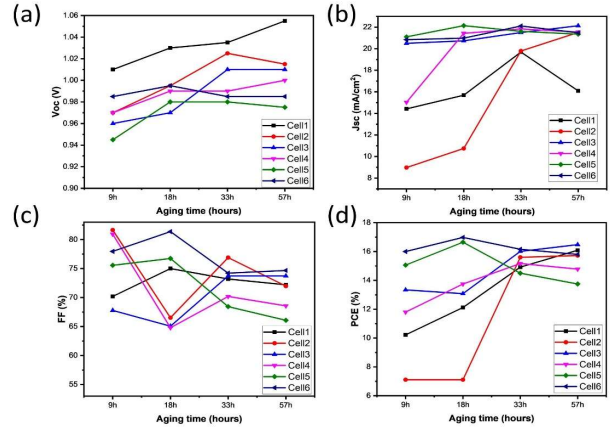 (a)
Voc (V)
1.06
1.04
1.02
1.00
0.98
0.96
0.94
0.92
0.90
9h 18h 33h 57h
Aging time (hours)
Cell1
Cell2
Cell3
Cell4
Cell5
Cell6
(b)
Jsc (mA/cm²)
22
20
18
16
14
12
10
8
9h 18h 33h 57h
Aging time (hours)
Cell1
Cell2
Cell3
Cell4
Cell5
Cell6
(c)
FF (%)
80
75
70
65
60
55
9h 18h 33h 57h
Aging time (hours)
Cell1
Cell2
Cell3
Cell4
Cell5
Cell6
(d)
PCE (%)
18
16
14
12
10
8
6
9h 18h 33h 57h
Aging time (hours)
Cell1
Cell2
Cell3
Cell4
Cell5
Cell6